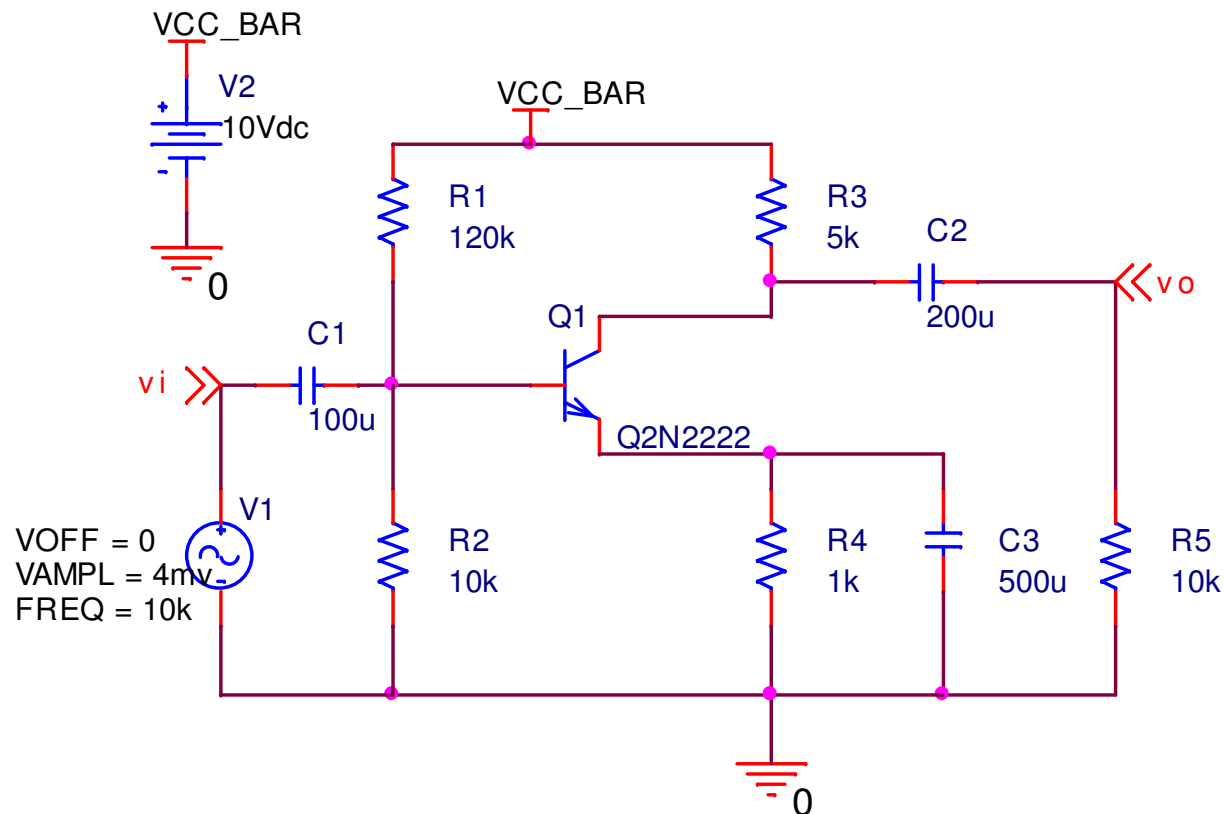 VCC_BAR
V2
10Vdc
+
-
0
VCC_BAR
R1
120k
R3
5k
C2
200u
vo
Q1
Q2N2222
C1
100u
vi
V1
+
-
VOFF = 0
VAMPL = 4mv
FREQ = 10k
R2
10k
R4
1k
C3
500u
R5
10k
0